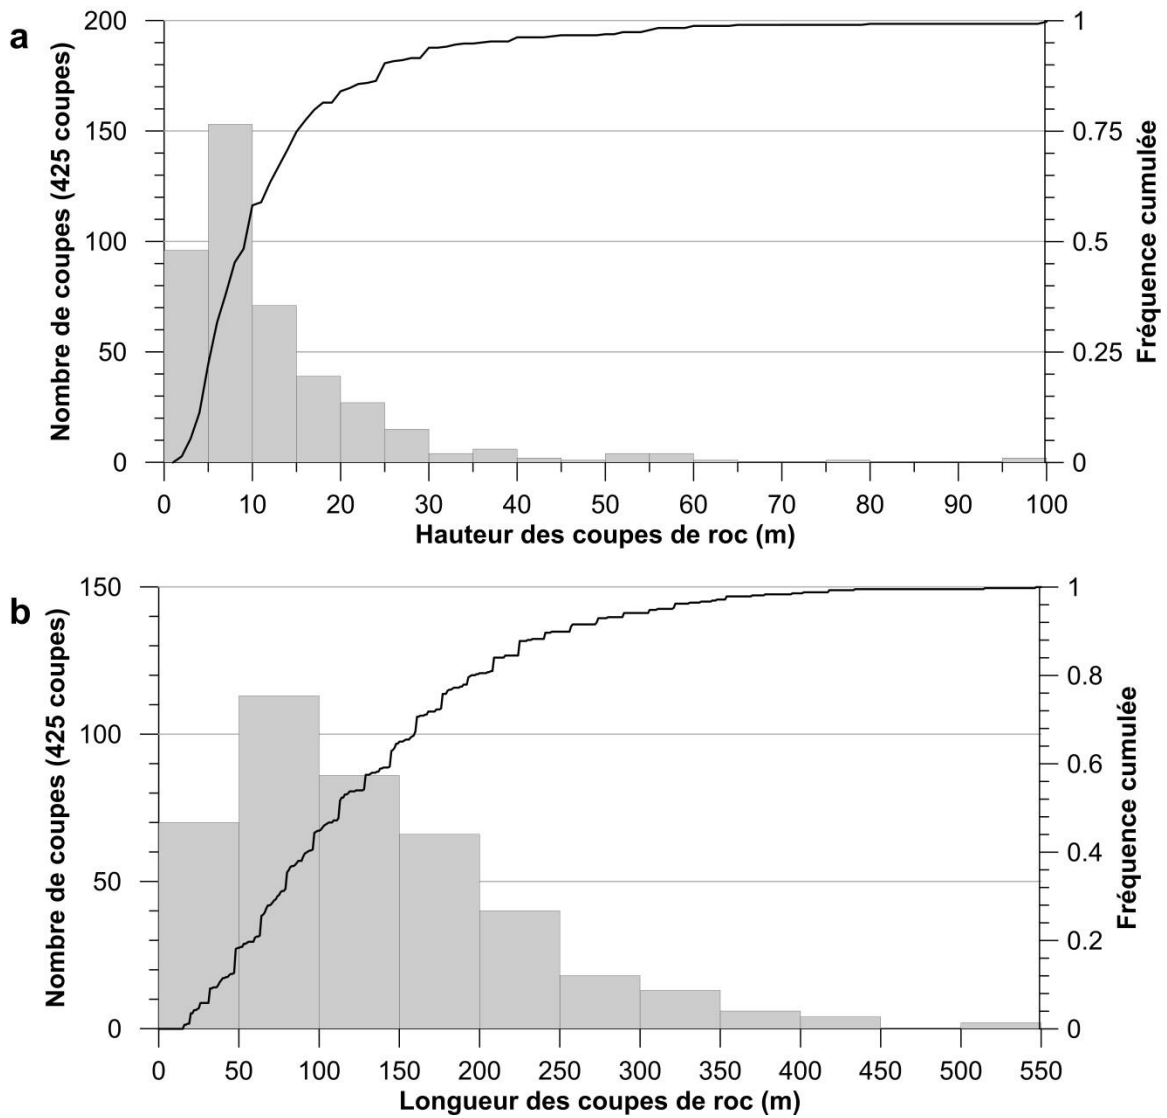 a
Nombre de coupes (425 coupes)
200
150
100
50
0
1
0.75
0.5
0.25
0
Fréquence cumulée
0 10 20 30 40 50 60 70 80 90 100
Hauteur des coupes de roc (m)
b
Nombre de coupes (425 coupes)
150
100
50
0
1
0.8
0.6
0.4
0.2
0
Fréquence cumulée
0 50 100 150 200 250 300 350 400 450 500 550
Longueur des coupes de roc (m)